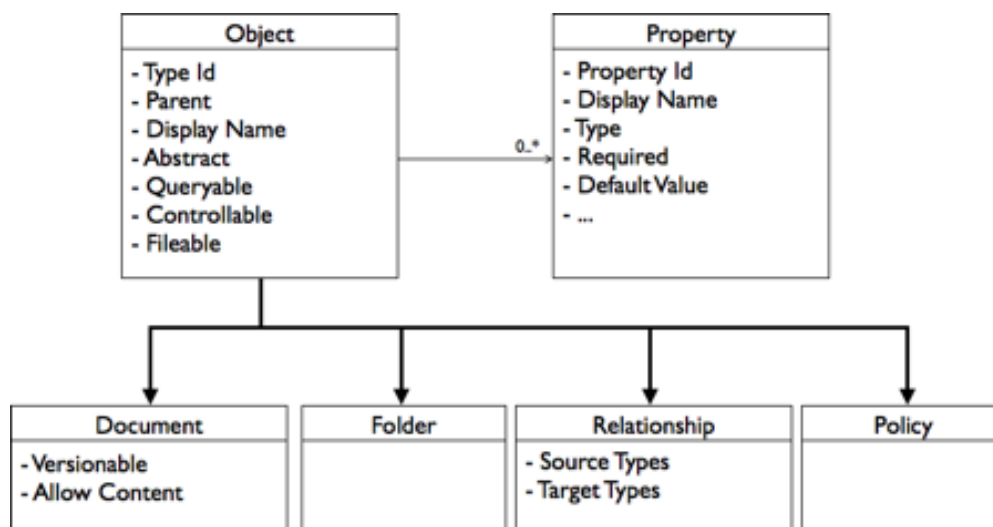 Object
- Type Id
- Parent
- Display Name
- Abstract
- Queryable
- Controllable
- Fileable
0..*
Property
- Property Id
- Display Name
- Type
- Required
- Default Value
- ...
Document
- Versionable
- Allow Content
Folder
Relationship
- Source Types
- Target Types
Policy